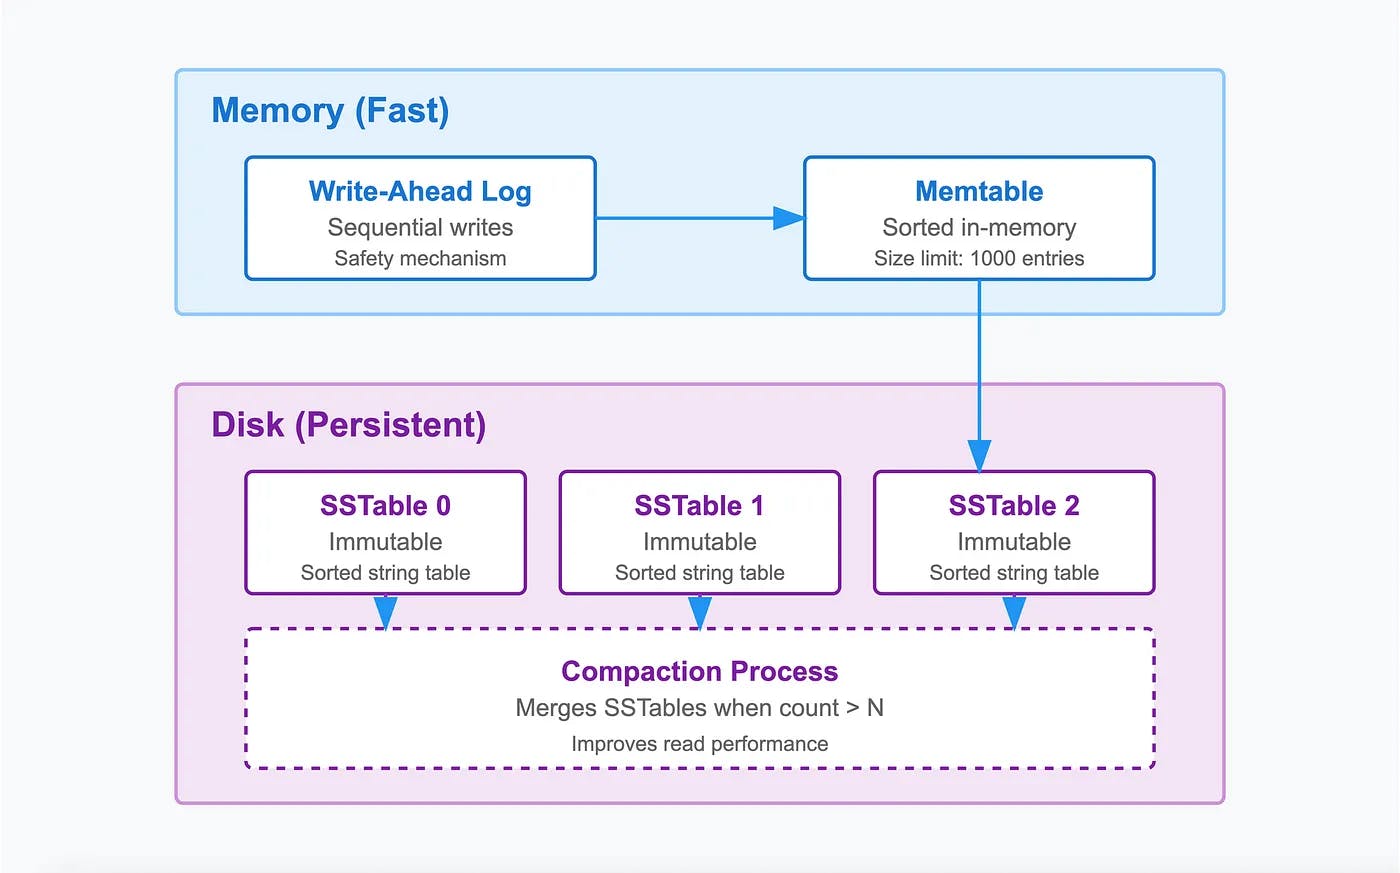 Memory (Fast)
Write-Ahead Log
Sequential writes
Safety mechanism
Memtable
Sorted in-memory
Size limit: 1000 entries
Disk (Persistent)
SSTable 0
Immutable
Sorted string table
SSTable 1
Immutable
Sorted string table
SSTable 2
Immutable
Sorted string table
Compaction Process
Merges SSTables when count > N
Improves read performance